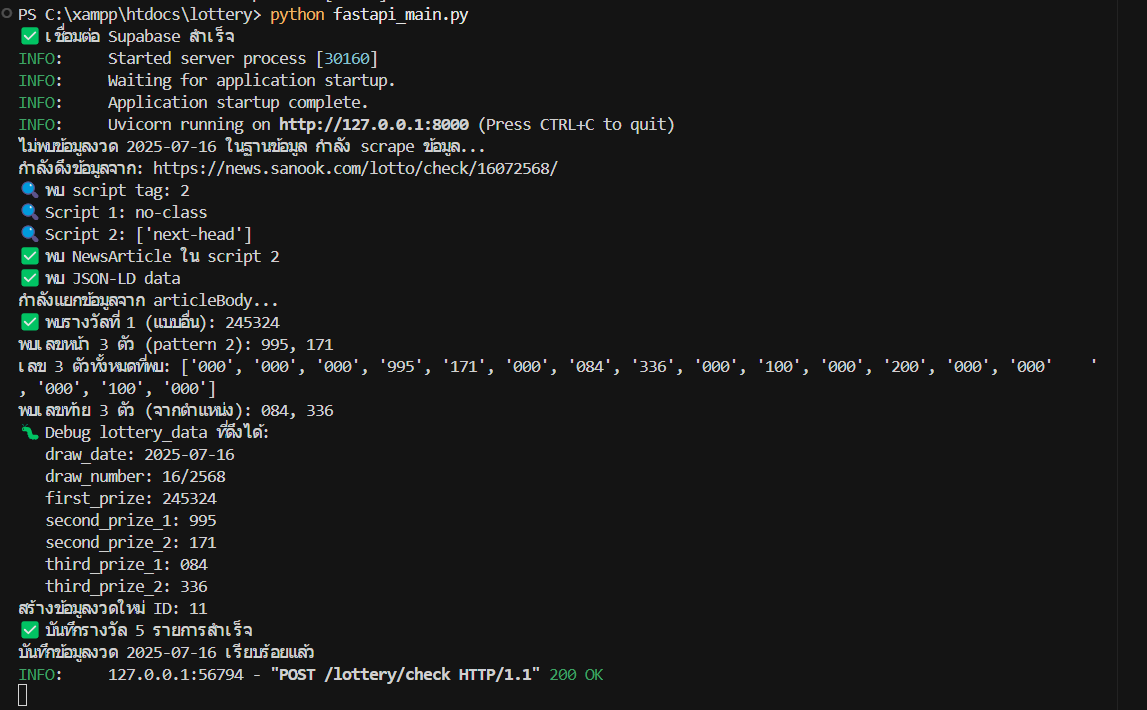 PS C:\xampp\htdocs\lottery> python fastapi_main.py
✅ เชื่อมต่อ Supabase สำเร็จ
INFO:     Started server process [30160]
INFO:     Waiting for application startup.
INFO:     Application startup complete.
INFO:     Uvicorn running on http://127.0.0.1:8000 (Press CTRL+C to quit)
ไม่พบข้อมูลงวด 2025-07-16 ในฐานข้อมูล กำลัง scrape ข้อมูล...
กำลังดึงข้อมูลจาก: https://news.sanook.com/lotto/check/16072568/
🔍 พบ script tag: 2
🔍 Script 1: no-class
🔍 Script 2: ['next-head']
✅ พบ NewsArticle ใน script 2
✅ พบ JSON-LD data
กำลังแยกข้อมูลจาก articleBody...
✅ พบรางวัลที่ 1 (แบบอื่น): 245324
พบเลขหน้า 3 ตัว (pattern 2): 995, 171
เลข 3 ตัวทั้งหมดที่พบ: ['000', '000', '000', '995', '171', '000', '084', '336', '000', '100', '000', '200', '000', '000'    '
, '000', '100', '000']
พบเลขท้าย 3 ตัว (จากตำแหน่ง): 084, 336
🐛 Debug lottery_data ที่ดึงได้:
   draw_date: 2025-07-16
   draw_number: 16/2568
   first_prize: 245324
   second_prize_1: 995
   second_prize_2: 171
   third_prize_1: 084
   third_prize_2: 336
สร้างข้อมูลงวดใหม่ ID: 11
✅ บันทึกรางวัล 5 รายการสำเร็จ
บันทึกข้อมูลงวด 2025-07-16 เรียบร้อยแล้ว
INFO:     127.0.0.1:56794 - "POST /lottery/check HTTP/1.1" 200 OK